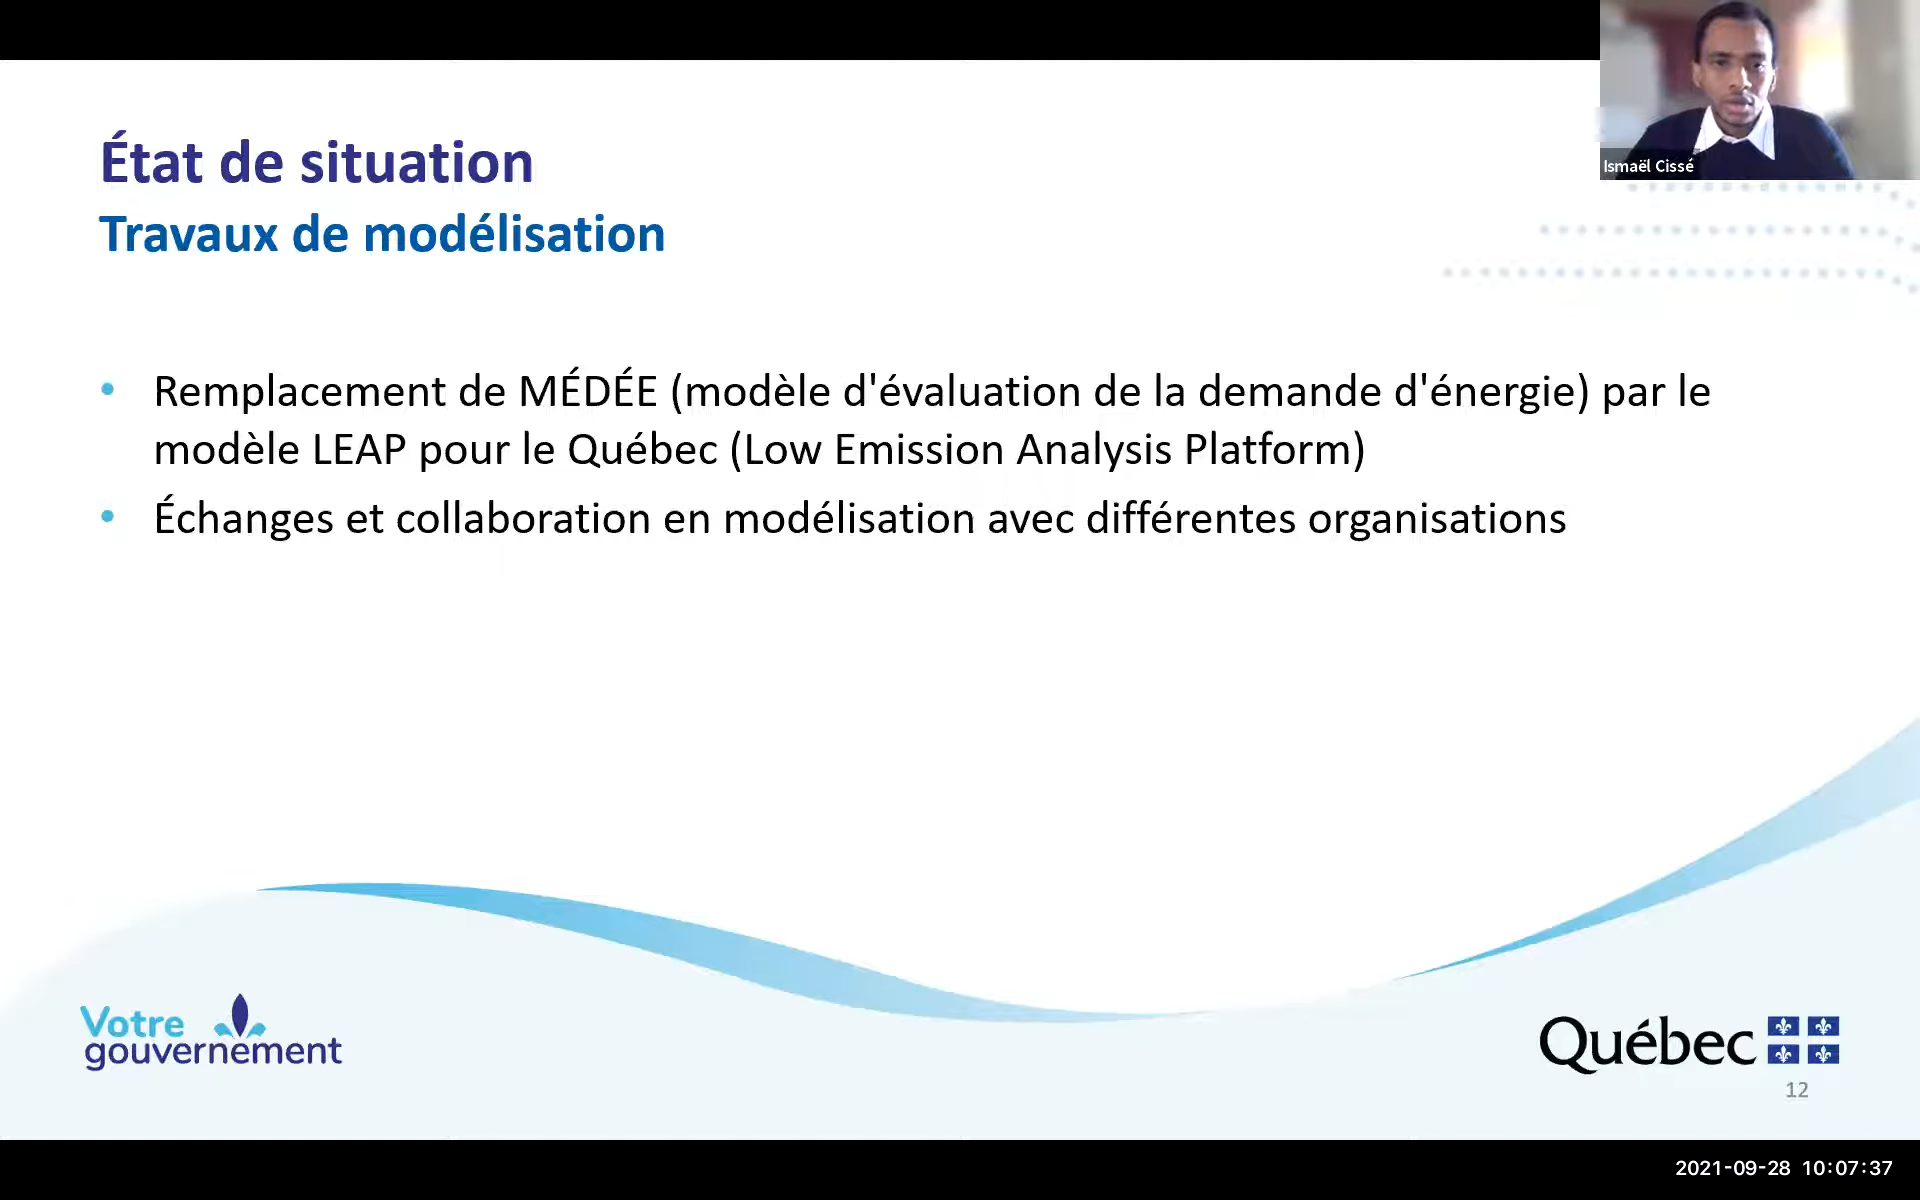 Ismaël Cissé
État de situation
Travaux de modélisation
• Remplacement de MÉDÉE (modèle d'évaluation de la demande d'énergie) par le
modèle LEAP pour le Québec (Low Emission Analysis Platform)
• Échanges et collaboration en modélisation avec différentes organisations
Votre
gouvernement
Québec
12
2021-09-28 10:07:37